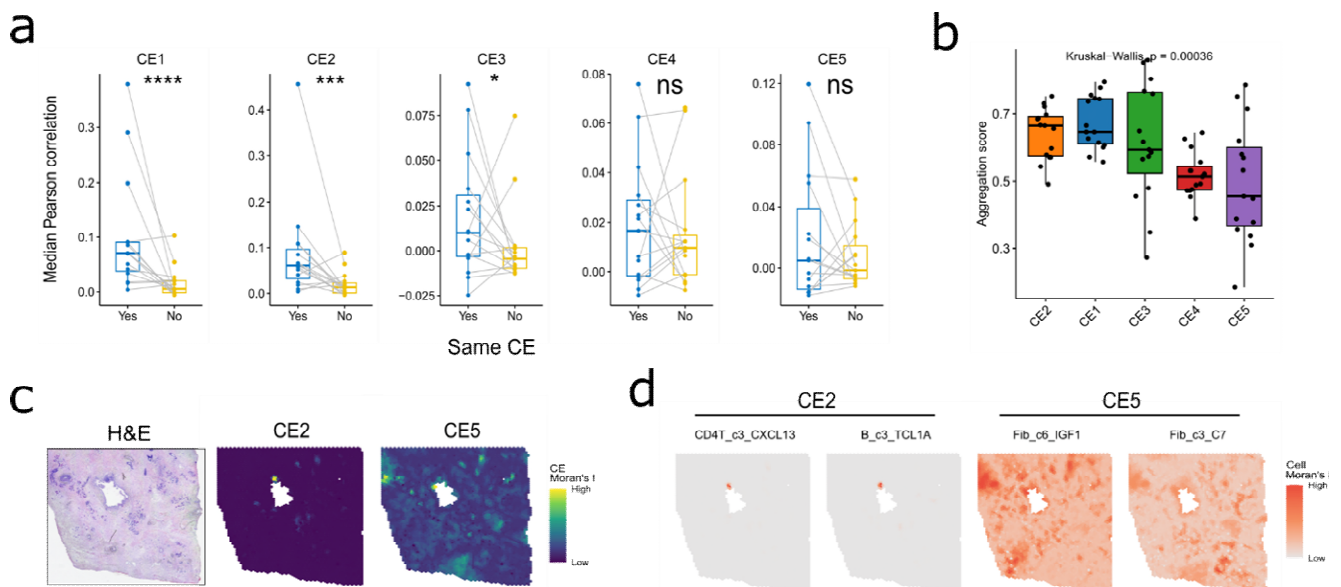 a
CE1
CE2
CE3
CE4
CE5
****
***
*
ns
ns
Median Pearson correlation
0.3
0.2
0.1
0.0
0.4
0.3
0.2
0.1
0.0
0.075
0.050
0.025
0.000
−0.025
0.08
0.06
0.04
0.02
0.00
0.12
0.08
0.04
0.00
Yes No
Yes No
Yes No
Yes No
Yes No
Same CE
b
Kruskal−Wallis, p = 0.00036
Aggregation score
0.7
0.5
0.3
CE2
CE1
CE3
CE4
CE5
c
H&E
CE2
CE5
CE
Moran's I
High
Low
d
CE2
CE5
CD4T_c3_CXCL13
B_c3_TCL1A
Fib_c6_IGF1
Fib_c3_C7
Cell
Moran's
High
Low